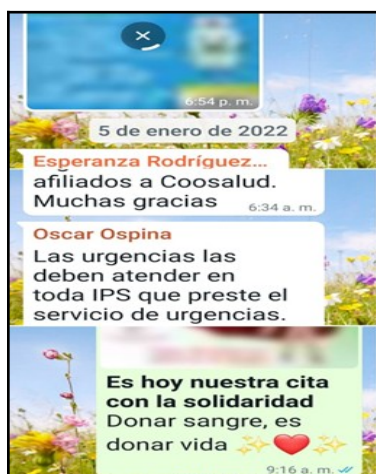 6:54 p. m.
5 de enero de 2022
Esperanza Rodríguez...
afiliados a Coosalud.
Muchas gracias
6:34 a. m.
Oscar Ospina
Las urgencias las
deben atender en
toda IPS que preste el
servicio de urgencias.
Es hoy nuestra cita
con la solidaridad
Donar sangre, es
donar vida ✨❤️✨
9:16 a. m.